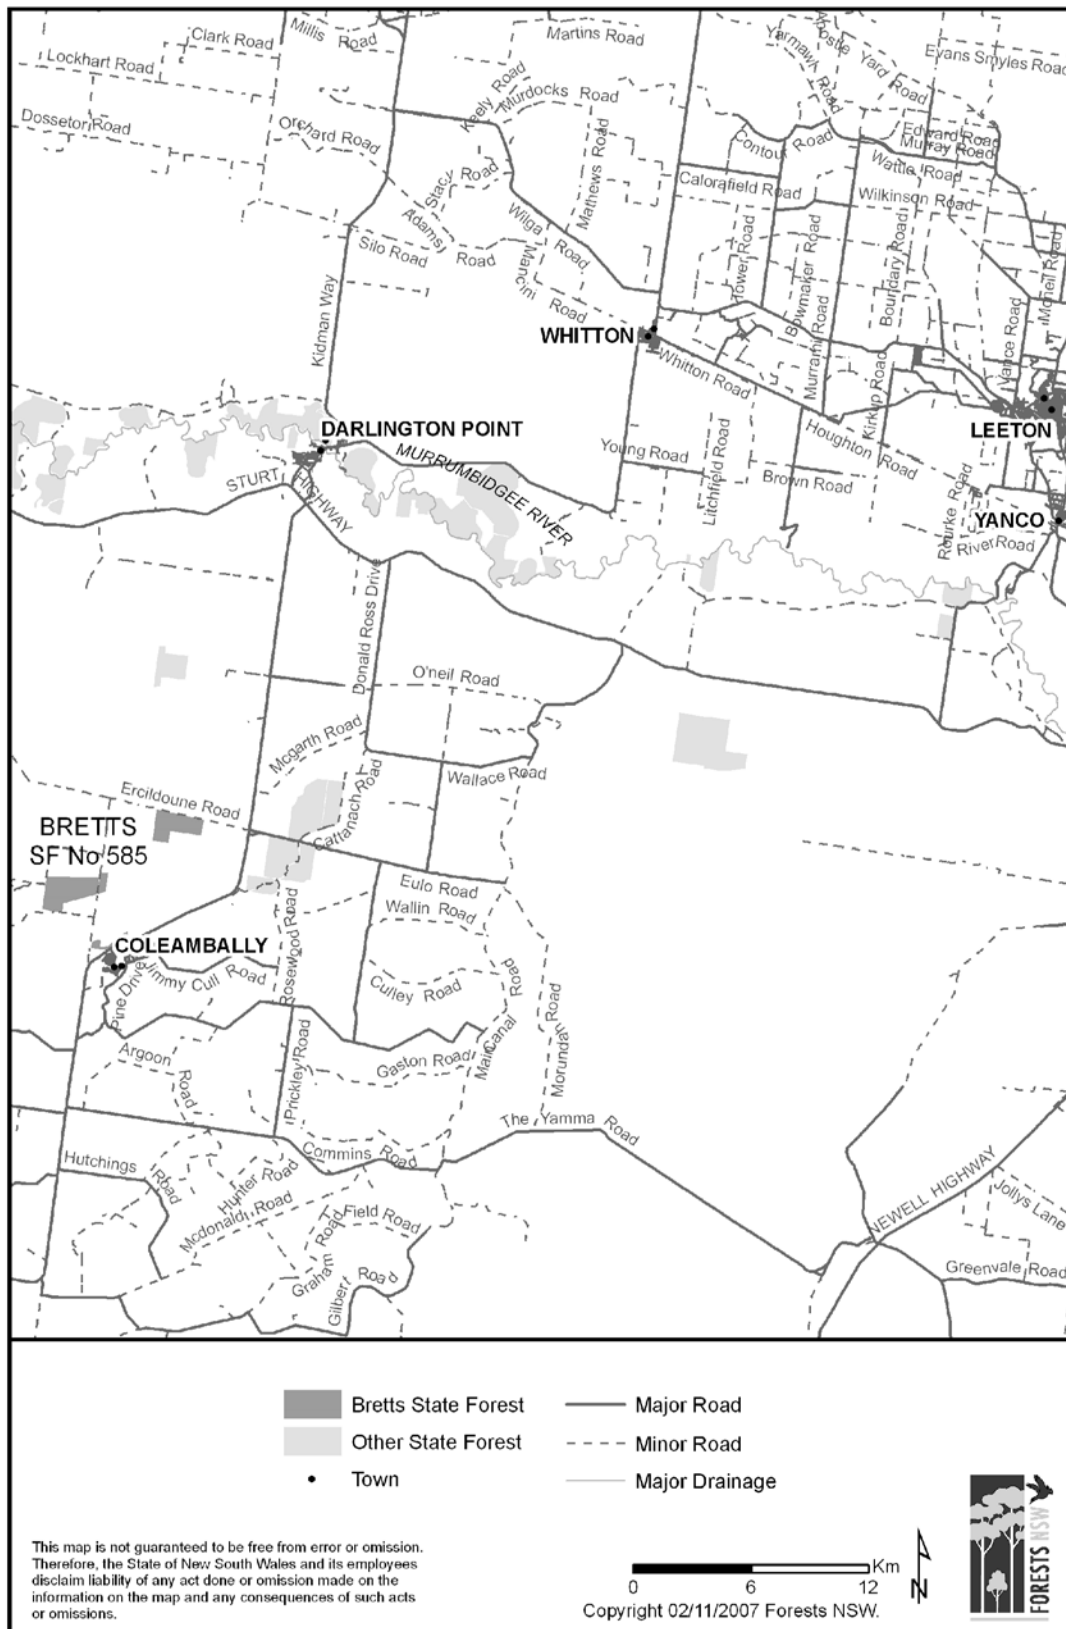 Millis Road
Clark Road
Lockhart Road
Dossetor Road
Orchard Road
Martins Road
Keely Road
Murdocks Road
Mathews Road
Stacy Road
Adams Road
Silo Road
Wilga Road
Mancini Road
Kidman Way
Yarmawl Road
Apostle Yard Road
Evans Smyles Road
Contour Road
Edward Road
Murray Road
Wattle Road
Calorafield Road
Wilkinson Road
Tower Road
Bowmaker Road
Murrami Road
Boundary Road
Kirkup Road
Vance Road
WHITTON
Whitton Road
LEETON
DARLINGTON POINT
MURRUMBIDGEE RIVER
STURT HIGHWAY
Young Road
Litchfield Road
Brown Road
Houghton Road
Rourke Road
YANCO
River Road
Donald Ross Drive
O'neil Road
Mcgarth Road
Wallace Road
Cattanach Road
Ercildoune Road
BRETTS
SF No 585
Eulo Road
Wallin Road
Rosewood Road
COLEAMBALLY
Jimmy Cull Road
Pine Drive
Culley Road
Main Canal Road
Morundah Road
Argoon Road
Prickley Road
Gaston Road
The Yamma Road
Commins Road
Hutchings Road
Hunter Road
Mcdonald Road
Field Road
Graham Road
Gilbert Road
NEWELL HIGHWAY
Jollys Lane
Greenvale Road
Bretts State Forest
Other State Forest
Town
Major Road
Minor Road
Major Drainage
This map is not guaranteed to be free from error or omission.
Therefore, the State of New South Wales and its employees
disclaim liability of any act done or omission made on the
information on the map and any consequences of such acts
or omissions.
0 6 12 Km
Copyright 02/11/2007 Forests NSW.
N
FORESTS NSW